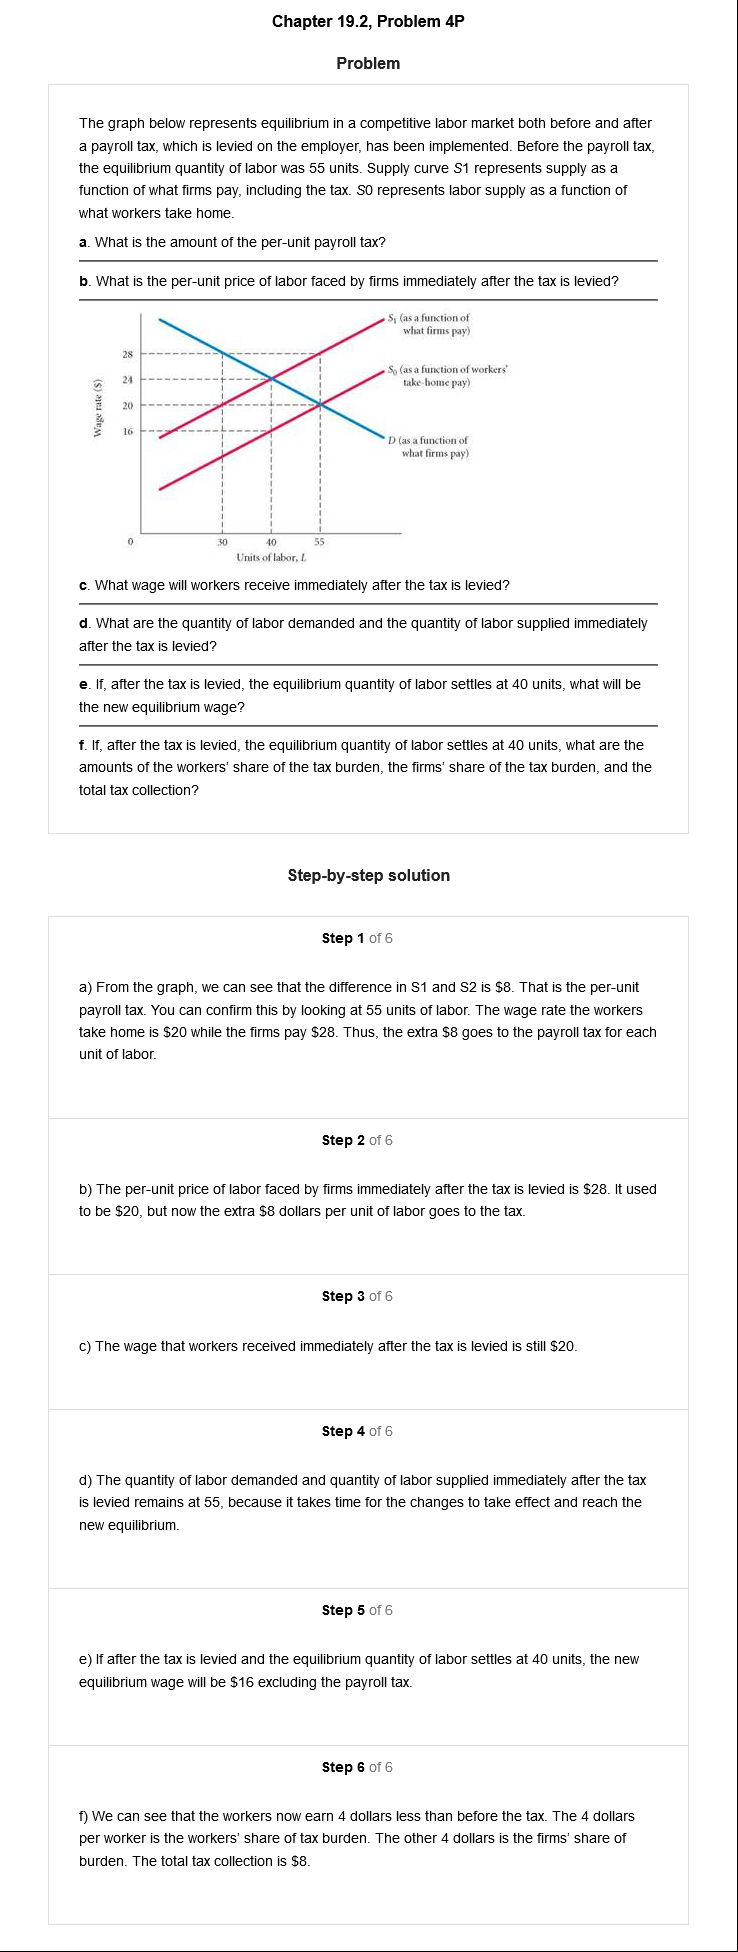 Chapter 19.2, Problem 4P
Problem
The graph below represents equilibrium in a competitive labor market both before and after
a payroll tax, which is levied on the employer, has been implemented. Before the payroll tax,
the equilibrium quantity of labor was 55 units. Supply curve S1 represents supply as a
function of what firms pay, including the tax. S0 represents labor supply as a function of
what workers take home.
a. What is the amount of the per-unit payroll tax?
b. What is the per-unit price of labor faced by firms immediately after the tax is levied?
S₁ (as a function of
what firms pay)
28
S₀ (as a function of workers'
24
take-home pay)
Wage rate ($)
20
16
D (as a function of
what firms pay)
0
30
40
55
Units of labor, L
c. What wage will workers receive immediately after the tax is levied?
d. What are the quantity of labor demanded and the quantity of labor supplied immediately
after the tax is levied?
e. If, after the tax is levied, the equilibrium quantity of labor settles at 40 units, what will be
the new equilibrium wage?
f. If, after the tax is levied, the equilibrium quantity of labor settles at 40 units, what are the
amounts of the workers' share of the tax burden, the firms' share of the tax burden, and the
total tax collection?
Step-by-step solution
Step 1 of 6
a) From the graph, we can see that the difference in S1 and S2 is $8. That is the per-unit
payroll tax. You can confirm this by looking at 55 units of labor. The wage rate the workers
take home is $20 while the firms pay $28. Thus, the extra $8 goes to the payroll tax for each
unit of labor.
Step 2 of 6
b) The per-unit price of labor faced by firms immediately after the tax is levied is $28. It used
to be $20, but now the extra $8 dollars per unit of labor goes to the tax.
Step 3 of 6
c) The wage that workers received immediately after the tax is levied is still $20.
Step 4 of 6
d) The quantity of labor demanded and quantity of labor supplied immediately after the tax
is levied remains at 55, because it takes time for the changes to take effect and reach the
new equilibrium.
Step 5 of 6
e) If after the tax is levied and the equilibrium quantity of labor settles at 40 units, the new
equilibrium wage will be $16 excluding the payroll tax.
Step 6 of 6
f) We can see that the workers now earn 4 dollars less than before the tax. The 4 dollars
per worker is the workers' share of tax burden. The other 4 dollars is the firms' share of
burden. The total tax collection is $8.